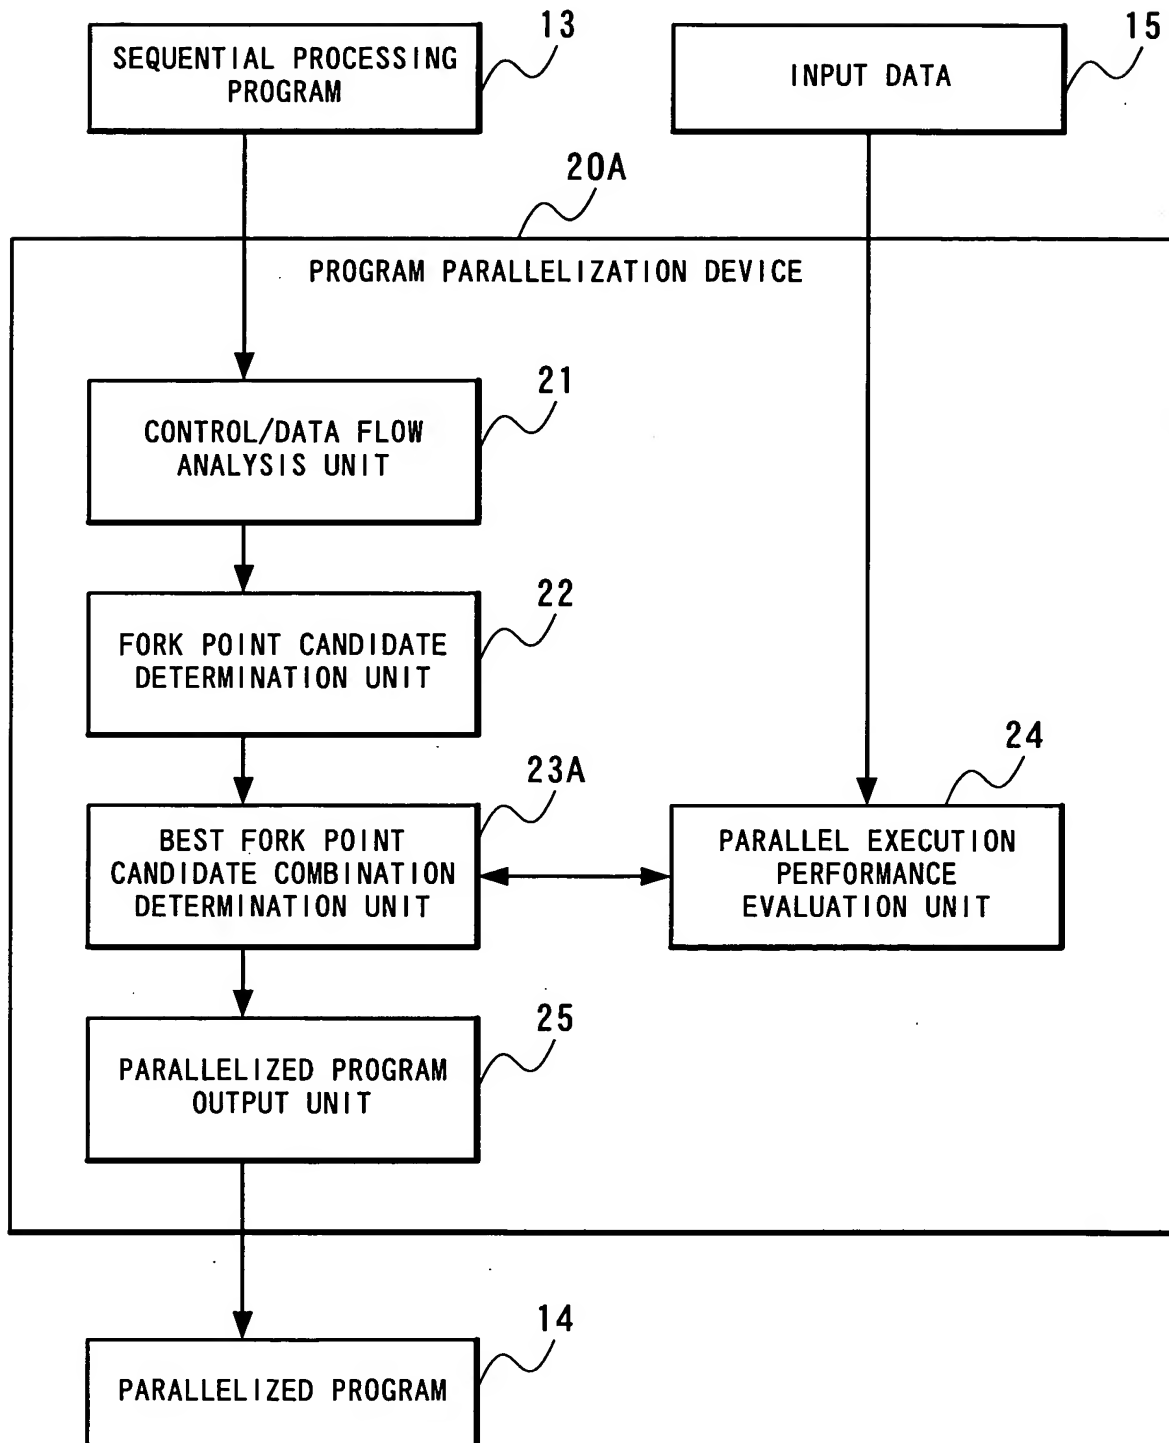 13
SEQUENTIAL PROCESSING
PROGRAM
15
INPUT DATA
20A
PROGRAM PARALLELIZATION DEVICE
21
CONTROL/DATA FLOW
ANALYSIS UNIT
22
FORK POINT CANDIDATE
DETERMINATION UNIT
23A
BEST FORK POINT
CANDIDATE COMBINATION
DETERMINATION UNIT
24
PARALLEL EXECUTION
PERFORMANCE
EVALUATION UNIT
25
PARALLELIZED PROGRAM
OUTPUT UNIT
14
PARALLELIZED PROGRAM